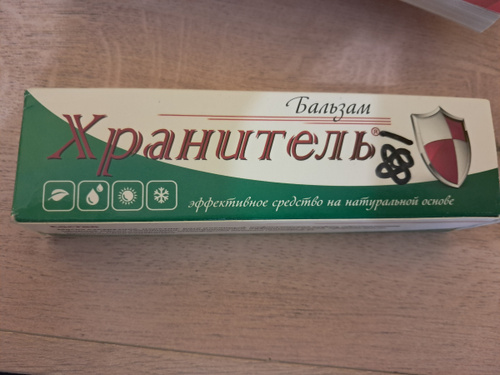 Бальзам
Хранитель®
эффективное средство на натуральной основе